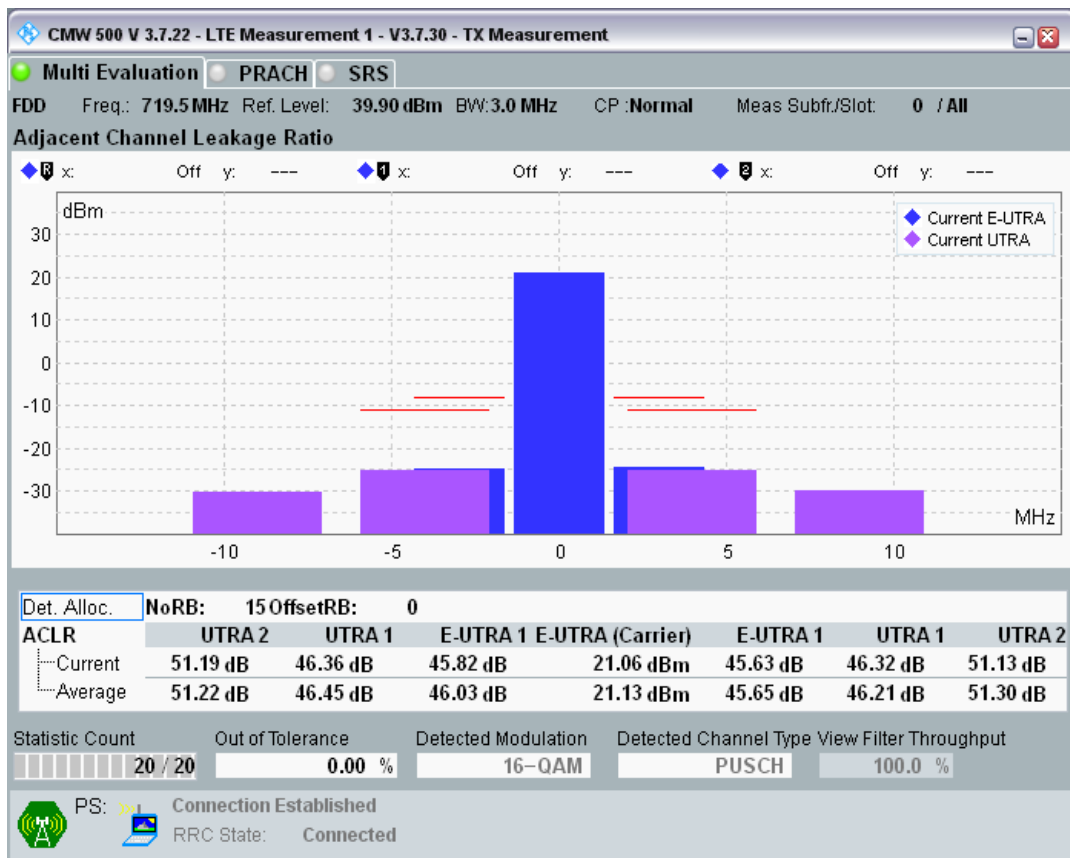 CMW 500 V 3.7.22 - LTE Measurement 1 - V3.7.30 - TX Measurement
Multi Evaluation PRACH SRS
FDD Freq.: 719.5 MHz Ref. Level: 39.90 dBm BW: 3.0 MHz CP :Normal Meas Subfr./Slot: 0 / All
Adjacent Channel Leakage Ratio
R x: Off y: --- 1 x: Off y: --- 2 x: Off y: ---
dBm
Current E-UTRA
Current UTRA
30
20
10
0
-10
-20
-30
MHz
-10 -5 0 5 10
Det. Alloc. NoRB: 15 OffsetRB: 0
ACLR UTRA 2 UTRA 1 E-UTRA 1 E-UTRA (Carrier) E-UTRA 1 UTRA 1 UTRA 2
Current 51.19 dB 46.36 dB 45.82 dB 21.06 dBm 45.63 dB 46.32 dB 51.13 dB
Average 51.22 dB 46.45 dB 46.03 dB 21.13 dBm 45.65 dB 46.21 dB 51.30 dB
Statistic Count Out of Tolerance Detected Modulation Detected Channel Type View Filter Throughput
20 / 20 0.00 % 16-QAM PUSCH 100.0 %
PS: Connection Established
RRC State: Connected